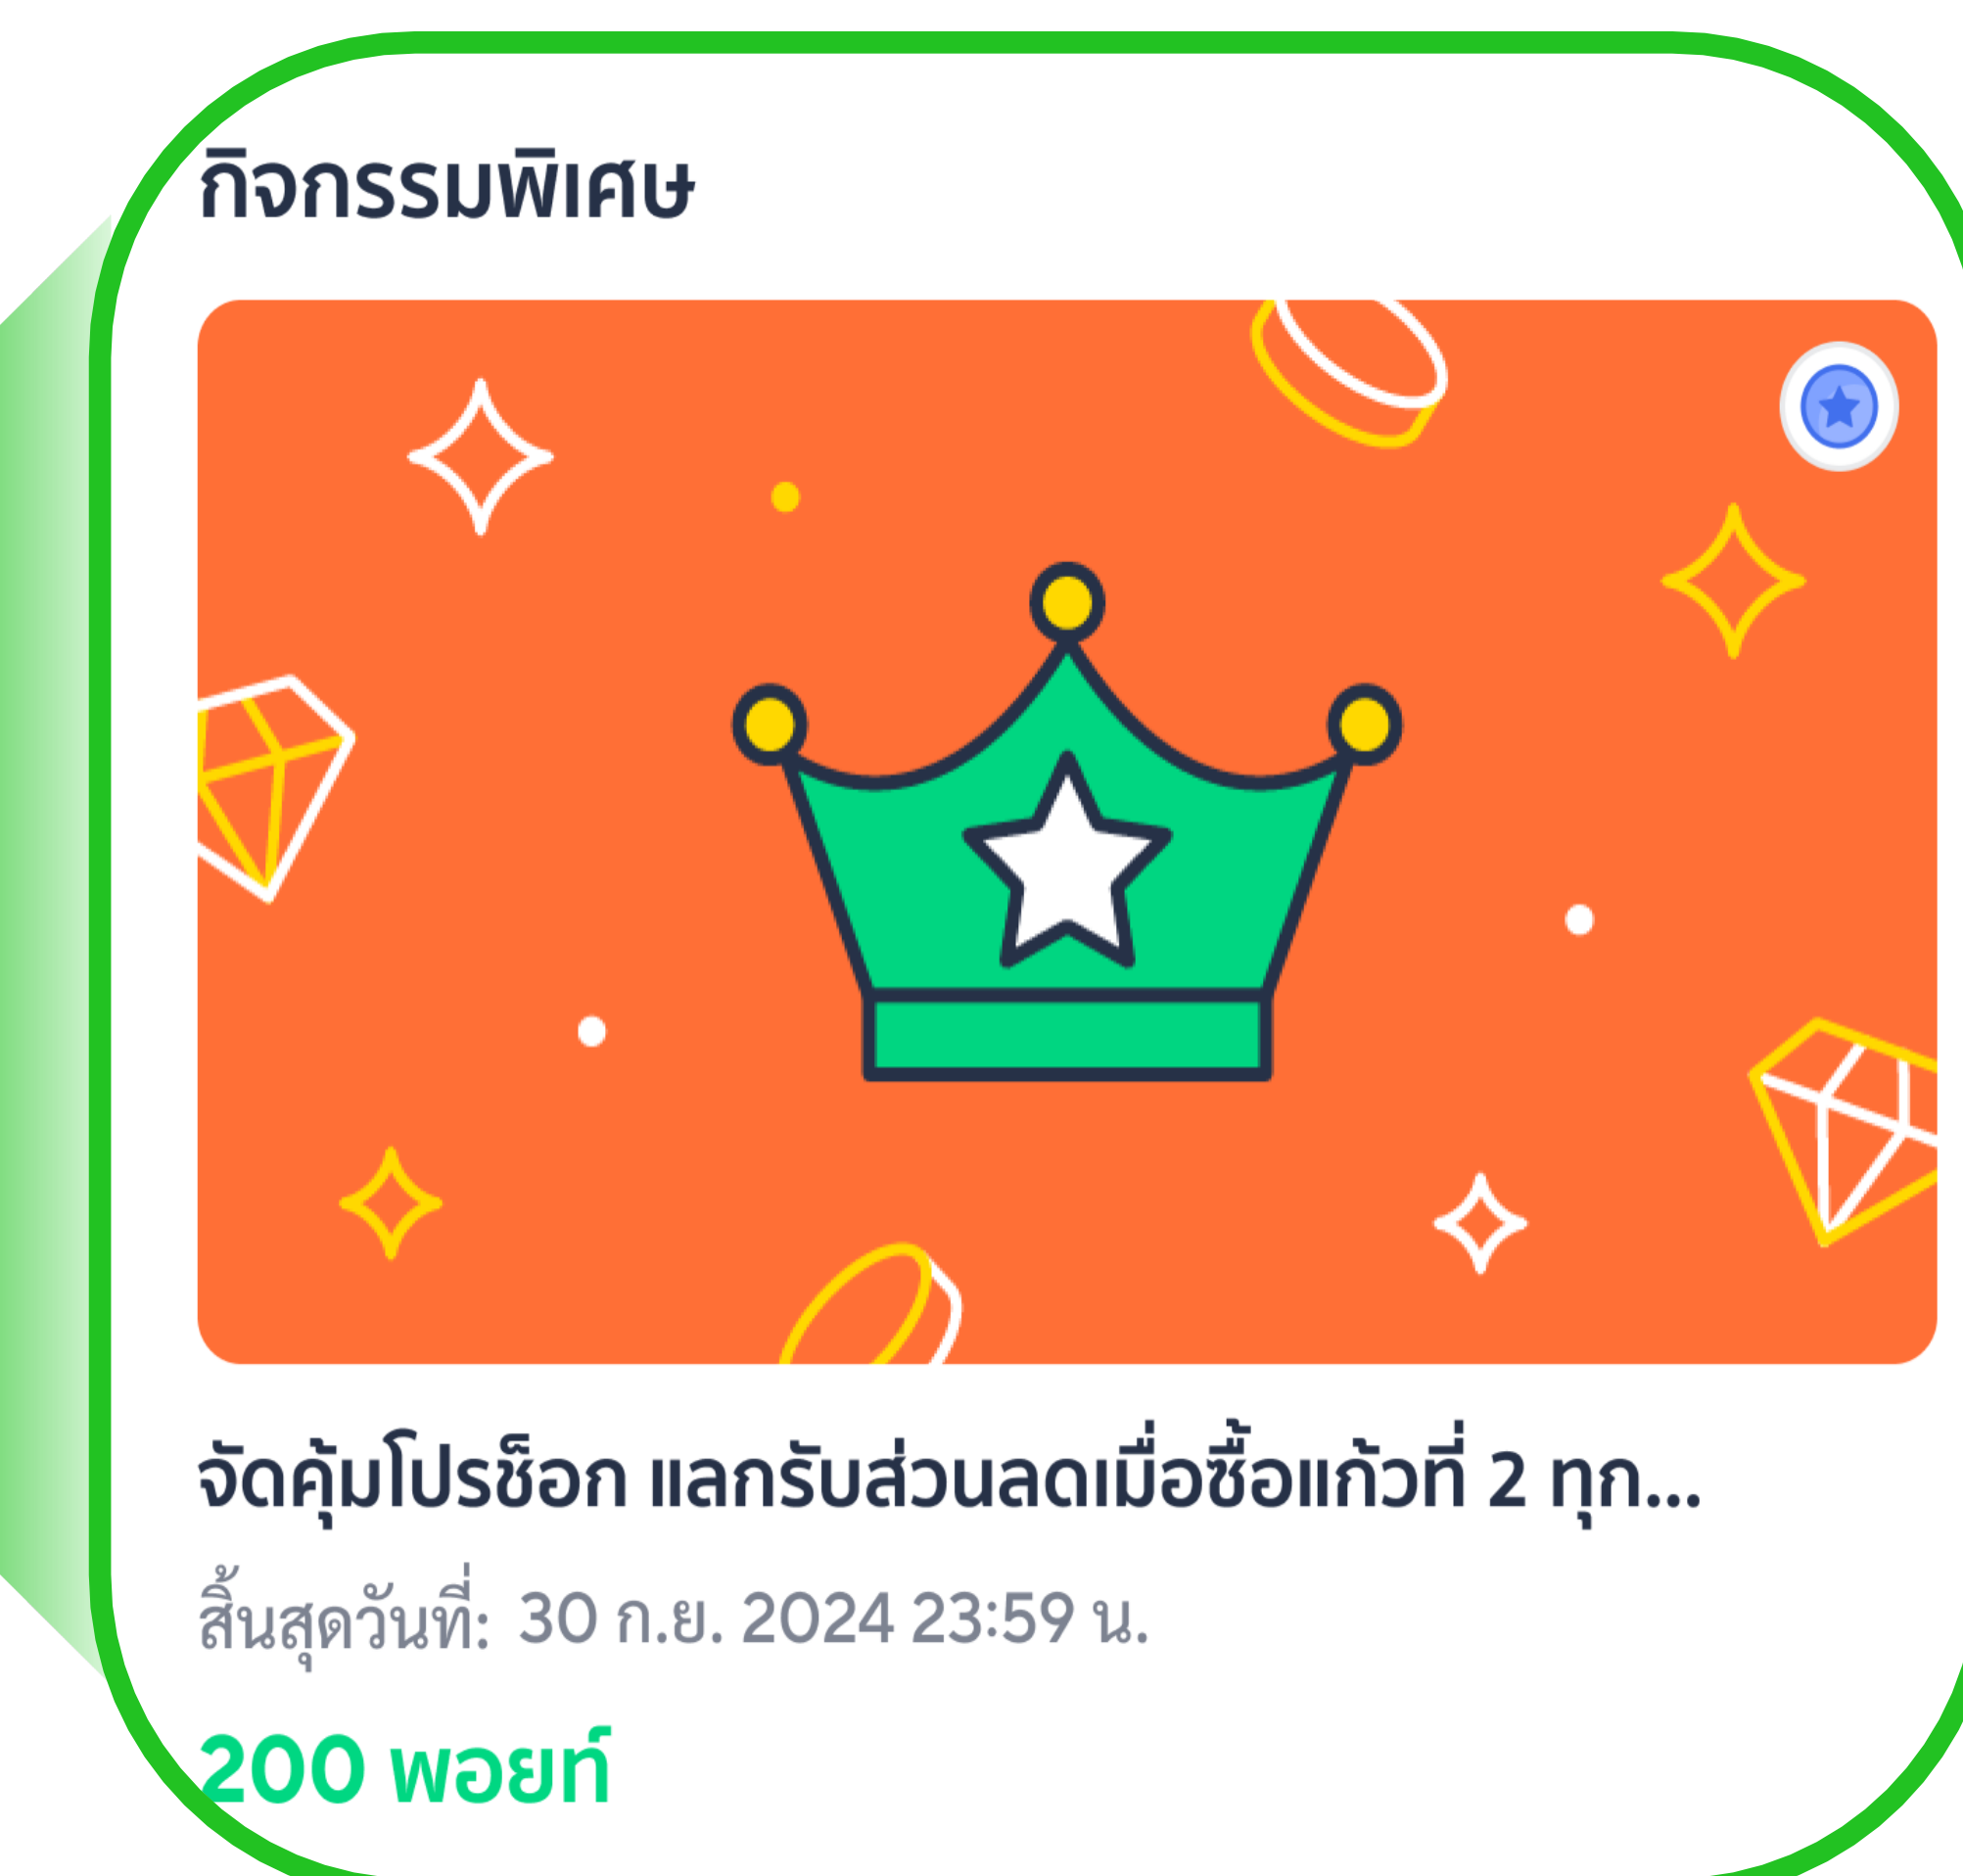 กิจกรรมพิเศษ
จัดคุ้มโปรช็อก แลกรับส่วนลดเมื่อซื้อแก้วที่ 2 ทุก...
สิ้นสุดวันที่: 30 ก.ย. 2024 23:59 น.
200 พอยท์